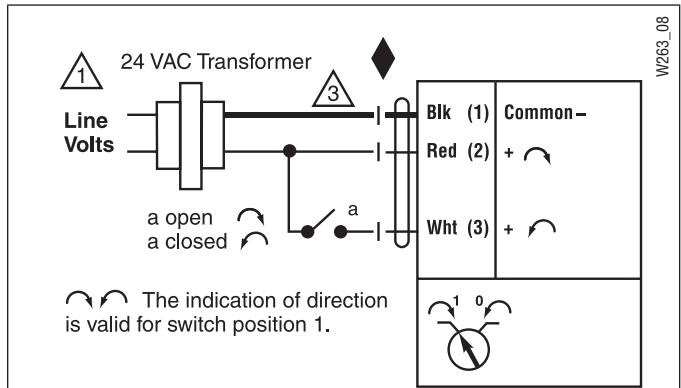 W263_08
1
24 VAC Transformer
3
Line
Volts
Blk (1) Common –
Red (2) +
a
Wht (3) +
a open
a closed
The indication of direction
is valid for switch position 1.
1 0